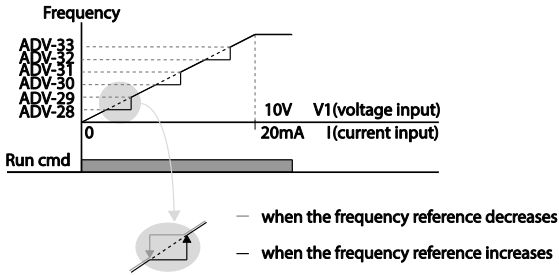 Frequency
ADV-33
ADV-32
ADV-31
ADV-30
ADV-29
ADV-28
10V V1(voltage input)
0 20mA I(current input)
Run cmd
when the frequency reference decreases
when the frequency reference increases